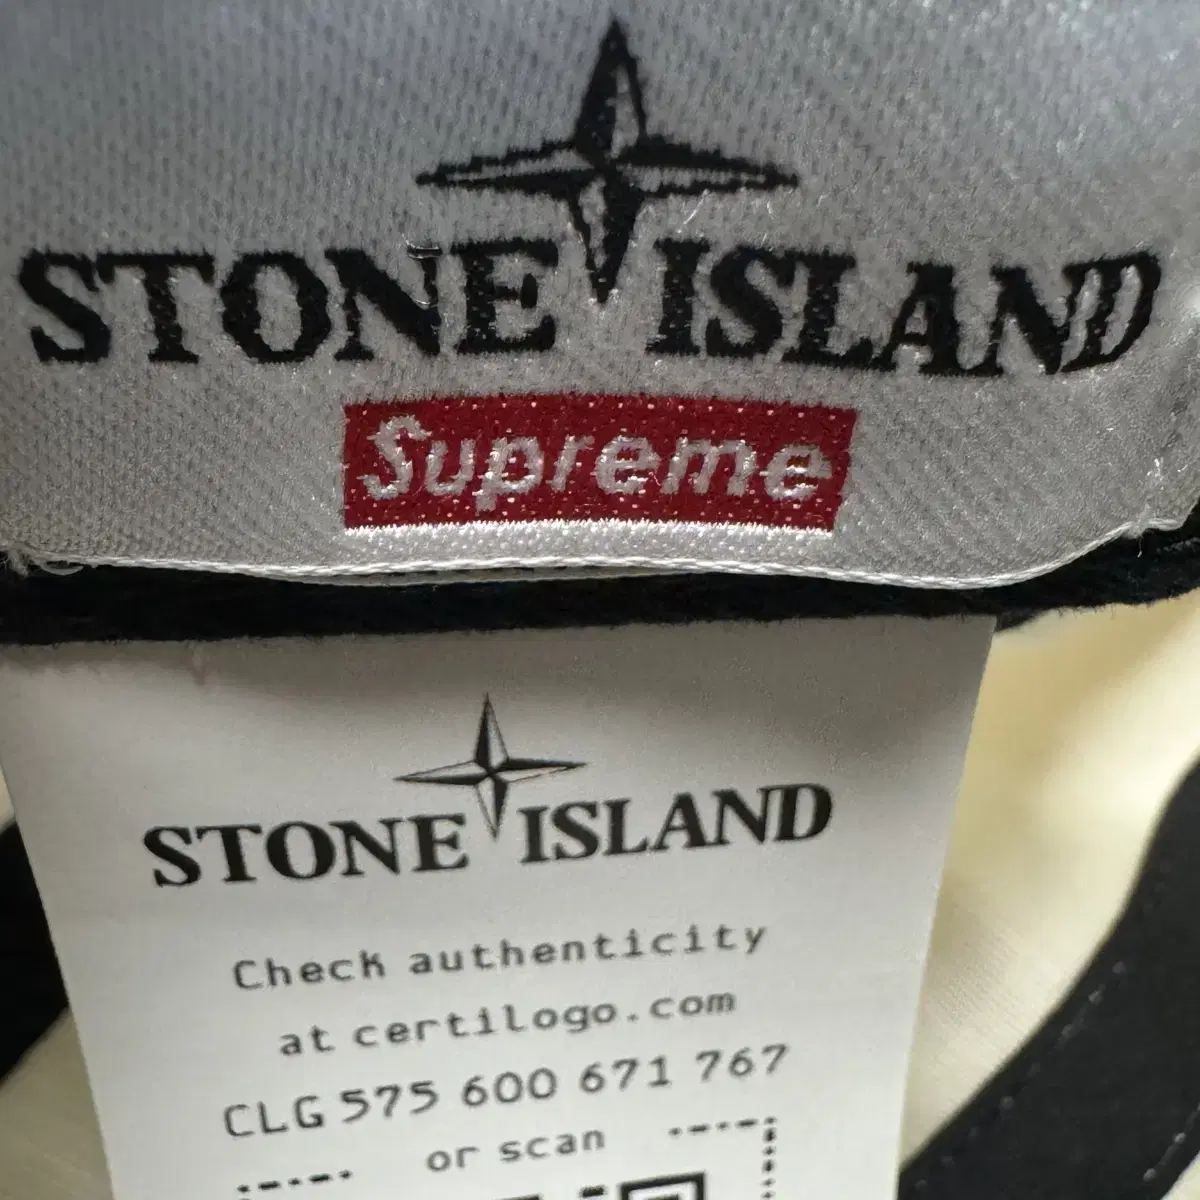 STONE ISLAND
Supreme
STONE ISLAND
Check authenticity
at certilogo.com
CLG 575 600 671 767
or scan